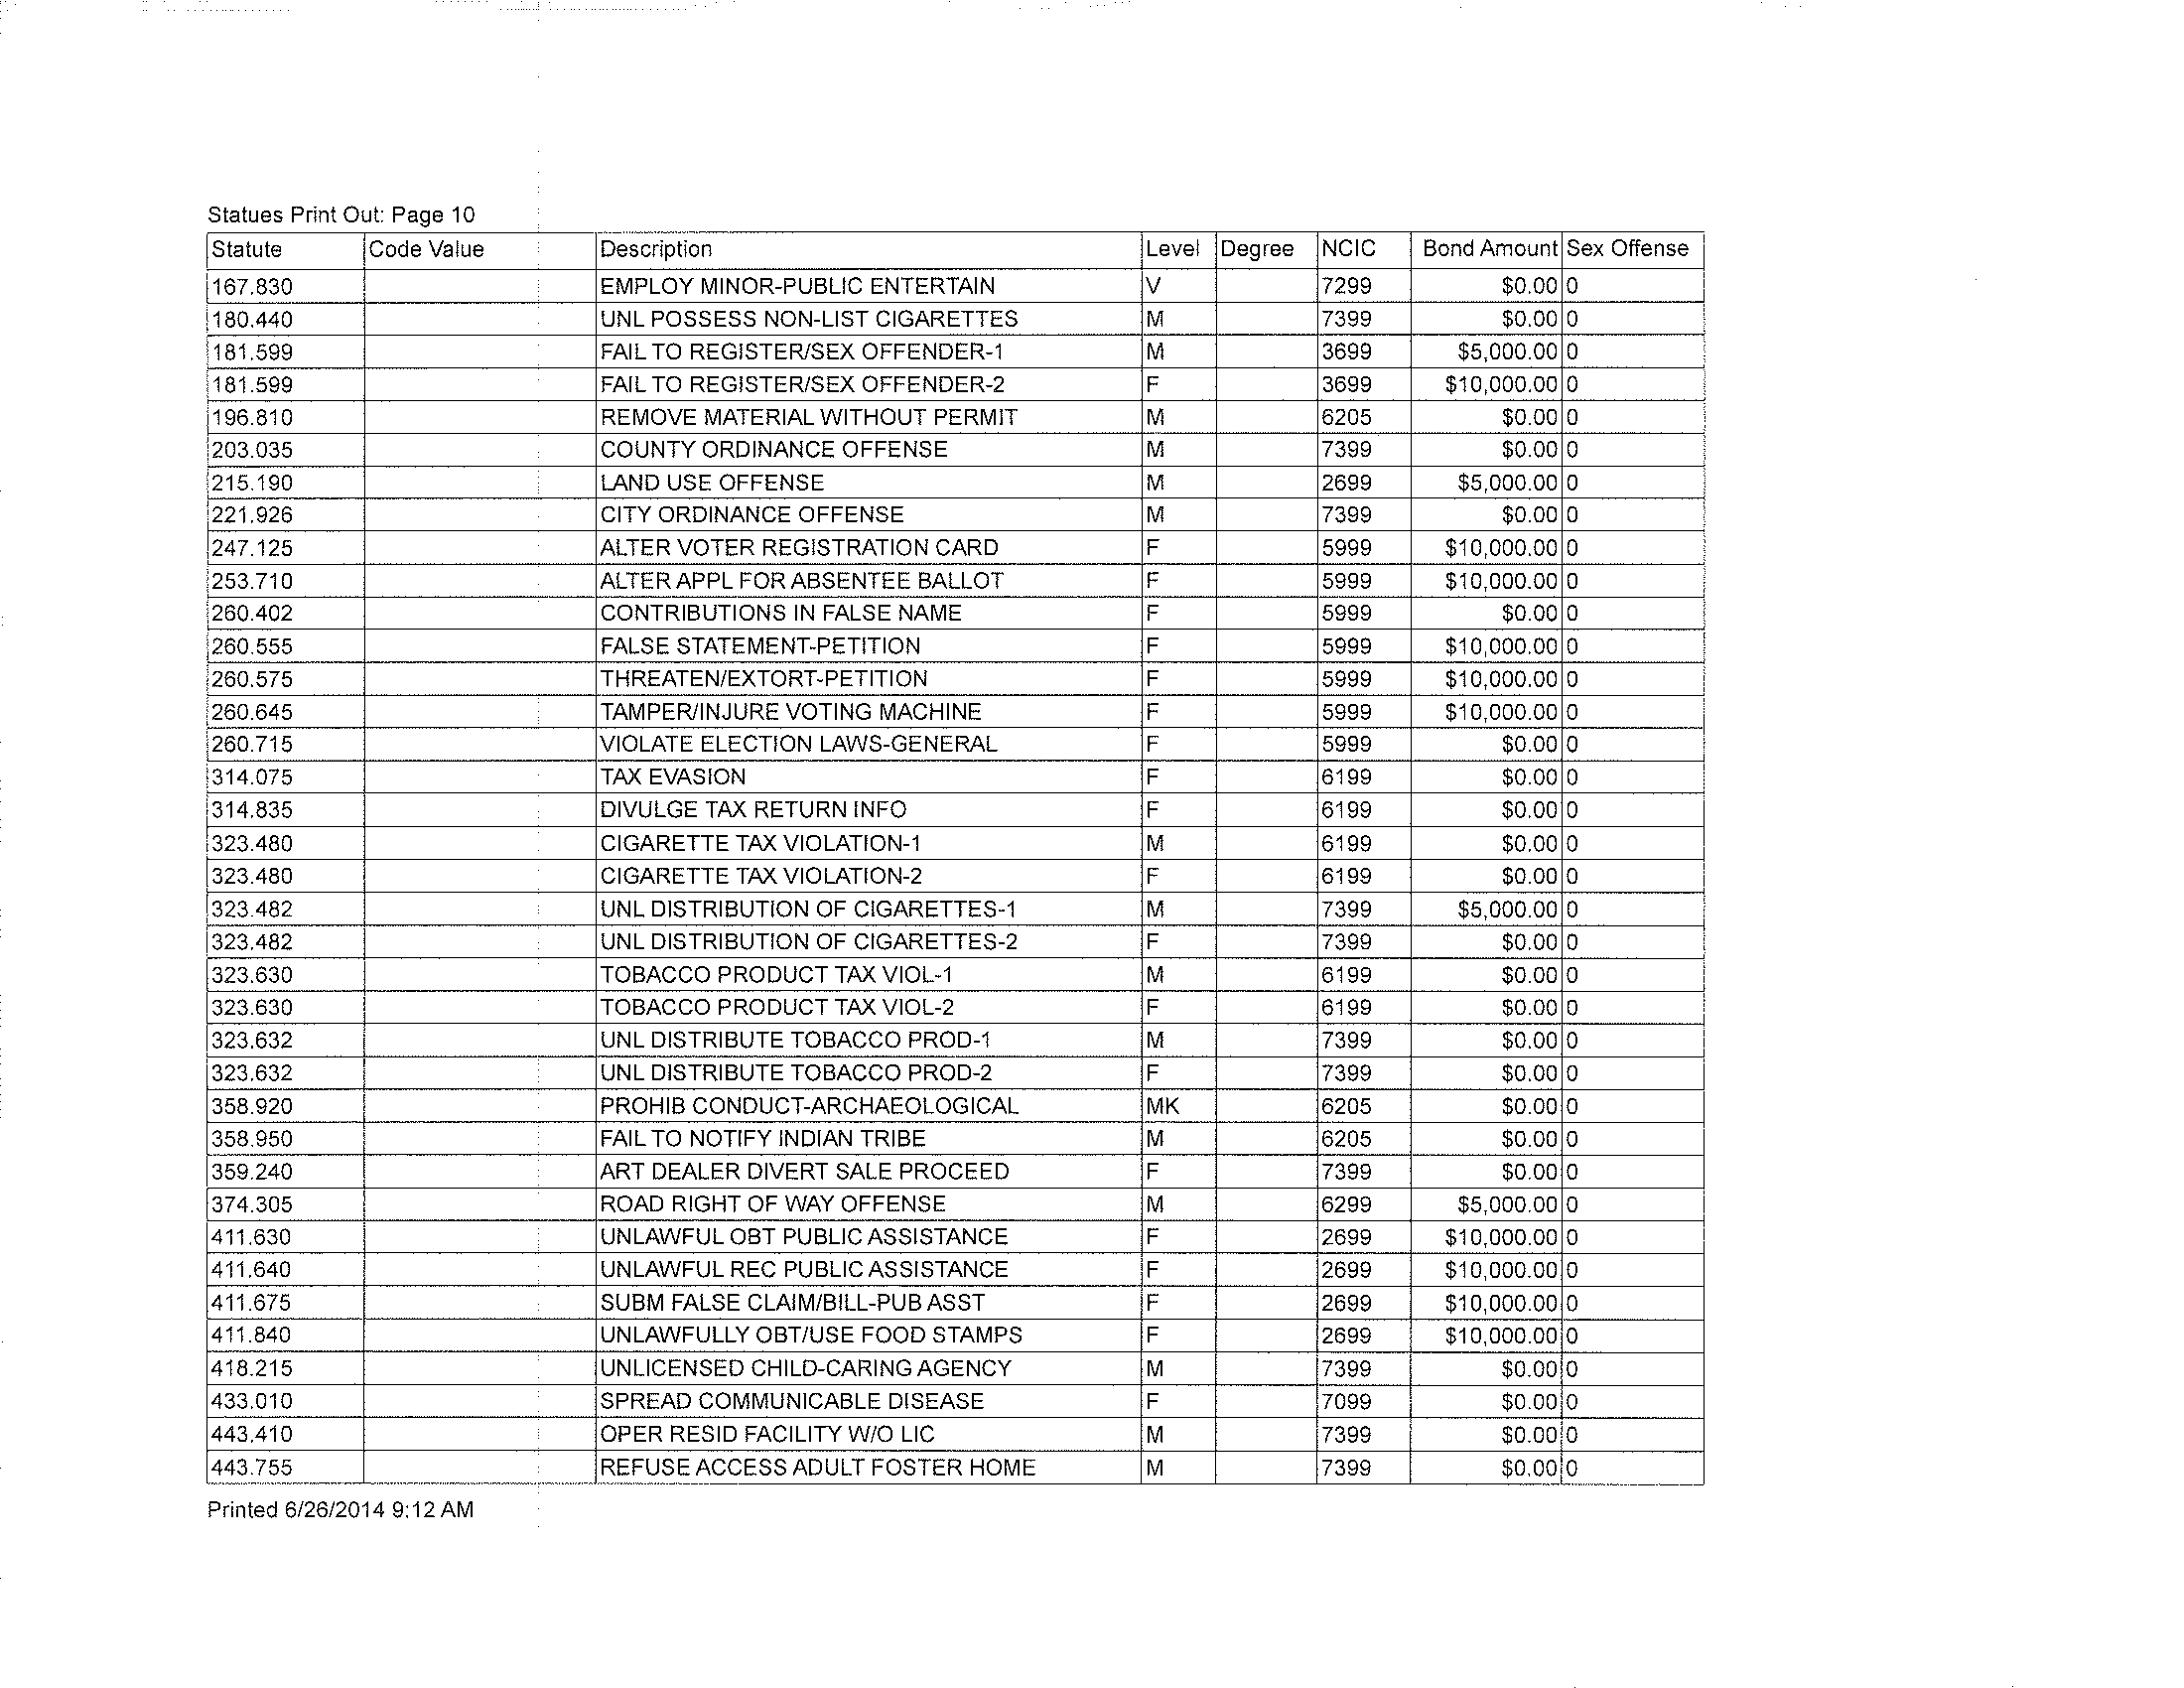 Statues Print Out: Page 10
Statute Code Value Description Level Degree NCIC Bond Amount Sex Offense
167.830 EMPLOY MINOR-PUBLIC ENTERTAIN V 7299 $0.00 0
180.440 UNL POSSESS NON-LIST CIGARETTES M 7399 $0.00 0
181.599 FAIL TO REGISTER/SEX OFFENDER-1 M 3699 $5,000.00 0
181.599 FAIL TO REGISTER/SEX OFFENDER-2 F 3699 $10,000.00 0
196.810 REMOVE MATERIAL WITHOUT PERMIT M 6205 $0.00 0
203.035 COUNTY ORDINANCE OFFENSE M 7399 $0.00 0
215.190 LAND USE OFFENSE M 2699 $5,000.00 0
221.926 CITY ORDINANCE OFFENSE M 7399 $0.00 0
247.125 ALTER VOTER REGISTRATION CARD F 5999 $10,000.00 0
253.710 ALTER APPL FOR ABSENTEE BALLOT F 5999 $10,000.00 0
260.402 CONTRIBUTIONS IN FALSE NAME F 5999 $0.00 0
260.555 FALSE STATEMENT-PETITION F 5999 $10,000.00 0
260.575 THREATEN/EXTORT-PETITION F 5999 $10,000.00 0
260.645 TAMPER/INJURE VOTING MACHINE F 5999 $10,000.00 0
260.715 VIOLATE ELECTION LAWS-GENERAL F 5999 $0.00 0
314.075 TAX EVASION F 6199 $0.00 0
314.835 DIVULGE TAX RETURN INFO F 6199 $0.00 0
323.480 CIGARETTE TAX VIOLATION-1 M 6199 $0.00 0
323.480 CIGARETTE TAX VIOLATION-2 F 6199 $0.00 0
323.482 UNL DISTRIBUTION OF CIGARETTES-1 M 7399 $5,000.00 0
323.482 UNL DISTRIBUTION OF CIGARETTES-2 F 7399 $0.00 0
323.630 TOBACCO PRODUCT TAX VIOL-1 M 6199 $0.00 0
323.630 TOBACCO PRODUCT TAX VIOL-2 F 6199 $0.00 0
323.632 UNL DISTRIBUTE TOBACCO PROD-1 M 7399 $0.00 0
323.632 UNL DISTRIBUTE TOBACCO PROD-2 F 7399 $0.00 0
358.920 PROHIB CONDUCT-ARCHAEOLOGICAL MK 6205 $0.00 0
358.950 FAIL TO NOTIFY INDIAN TRIBE M 6205 $0.00 0
359.240 ART DEALER DIVERT SALE PROCEED F 7399 $0.00 0
374.305 ROAD RIGHT OF WAY OFFENSE M 6299 $5,000.00 0
411.630 UNLAWFUL OBT PUBLIC ASSISTANCE F 2699 $10,000.00 0
411.640 UNLAWFUL REC PUBLIC ASSISTANCE F 2699 $10,000.00 0
411.675 SUBM FALSE CLAIM/BILL-PUB ASST F 2699 $10,000.00 0
411.840 UNLAWFULLY OBT/USE FOOD STAMPS F 2699 $10,000.00 0
418.215 UNLICENSED CHILD-CARING AGENCY M 7399 $0.00 0
433.010 SPREAD COMMUNICABLE DISEASE F 7099 $0.00 0
443.410 OPER RESID FACILITY W/O LIC M 7399 $0.00 0
443.755 REFUSE ACCESS ADULT FOSTER HOME M 7399 $0.00 0
Printed 6/26/2014 9:12 AM